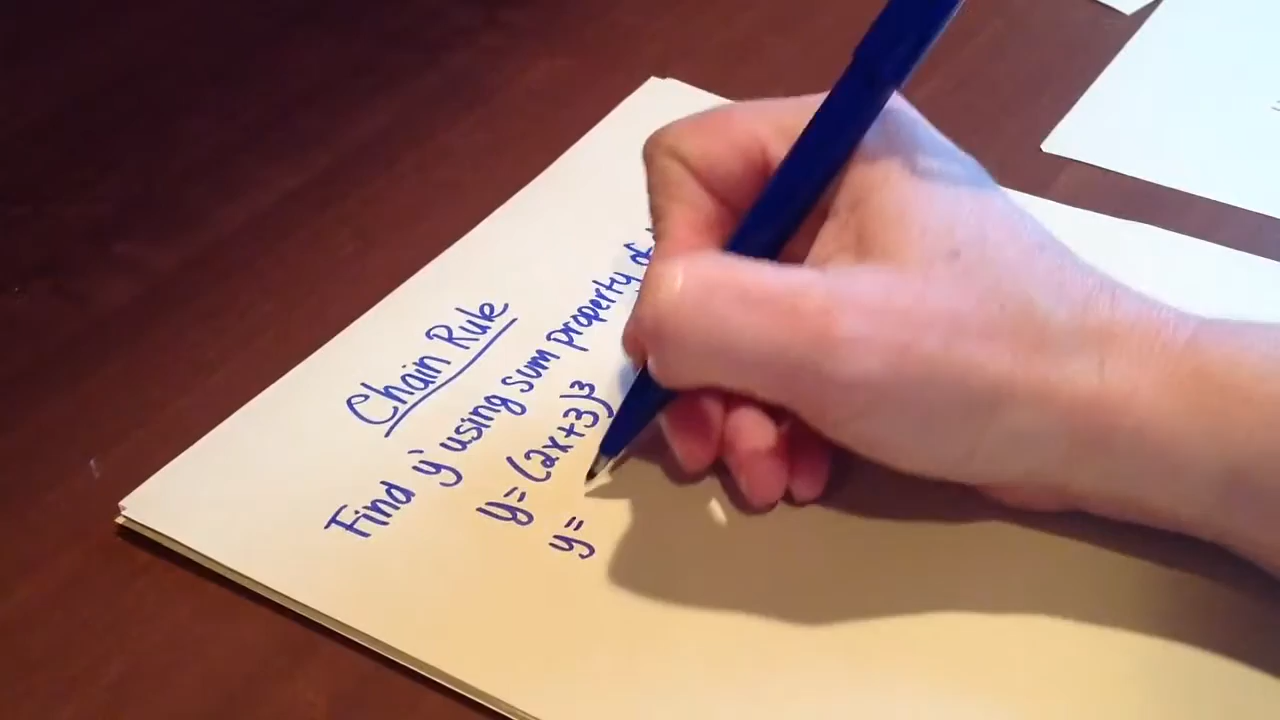 Chain Rule
Find y' using sum property of
y= (2x+3)³
y=